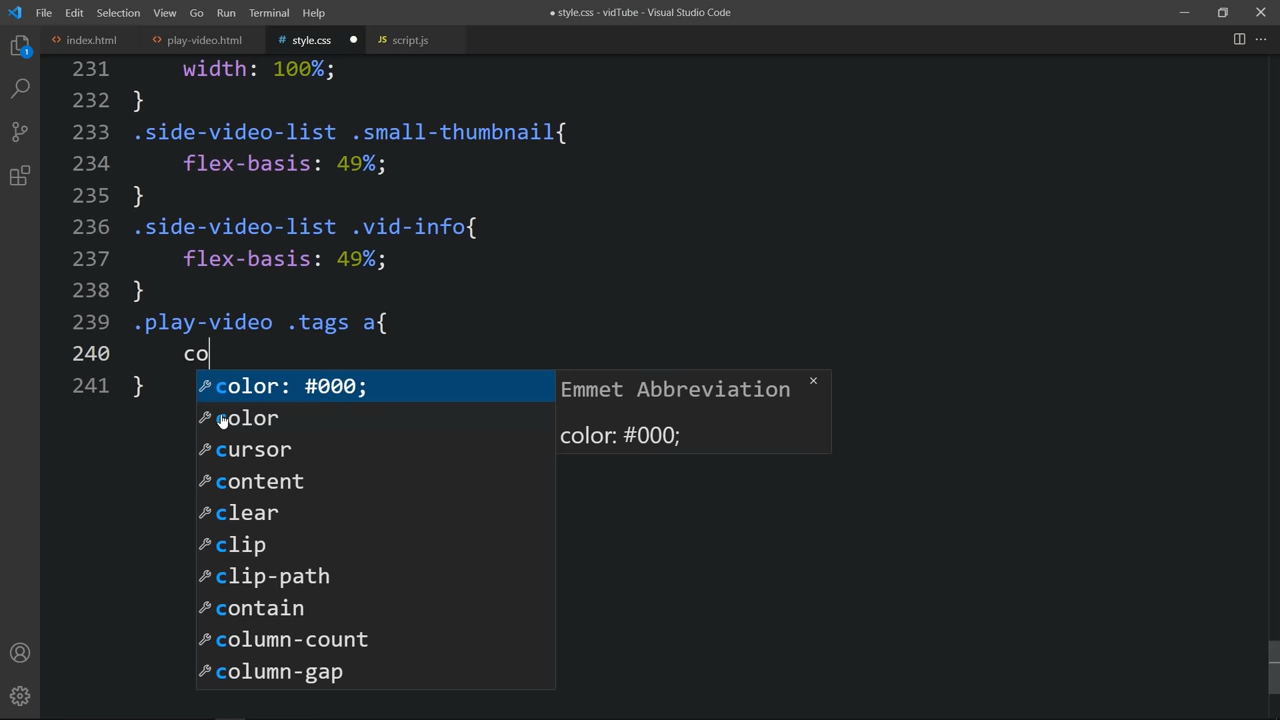 File Edit Selection View Go Run Terminal Help ● style.css - vidTube - Visual Studio Code
<> index.html <> play-video.html # style.css ● JS script.js
1
231 width: 100%;
232 }
233 .side-video-list .small-thumbnail{
234 flex-basis: 49%;
235 }
236 .side-video-list .vid-info{
237 flex-basis: 49%;
238 }
239 .play-video .tags a{
240 co
241 }
color: #000;
color
cursor
content
clear
clip
clip-path
contain
column-count
column-gap
Emmet Abbreviation ×
color: #000;